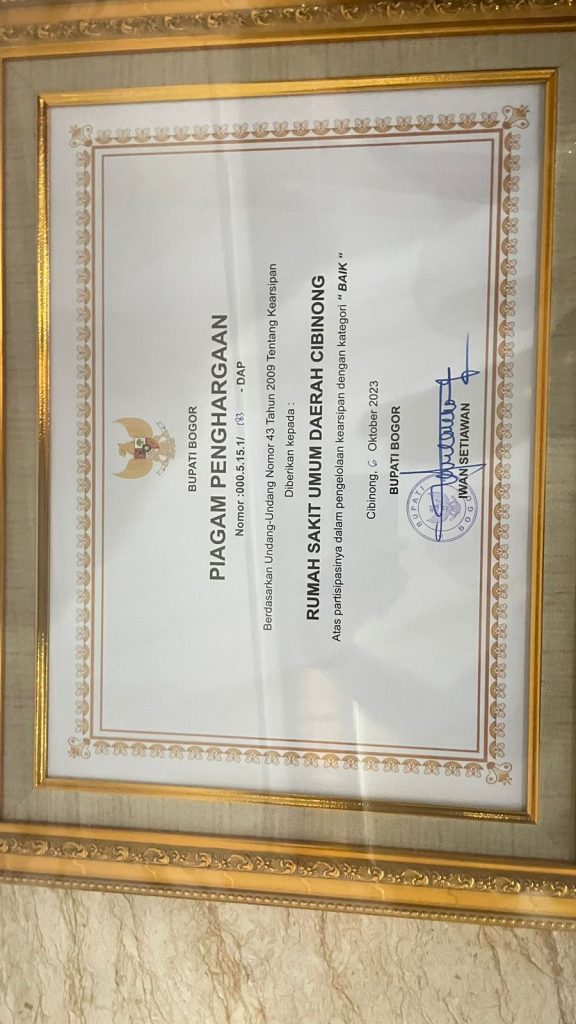 BUPATI BOGOR
PIAGAM PENGHARGAAN
Nomor :000.5.15.1/ 183 - DAP
Berdasarkan Undang-Undang Nomor 43 Tahun 2009 Tentang Kearsipan
Diberikan kepada :
RUMAH SAKIT UMUM DAERAH CIBINONG
Atas partisipasinya dalam pengelolaan kearsipan dengan kategori " BAIK "
Cibinong, 6 Oktober 2023
BUPATI BOGOR
BUPATI
BOGOR
IWAN SETIAWAN